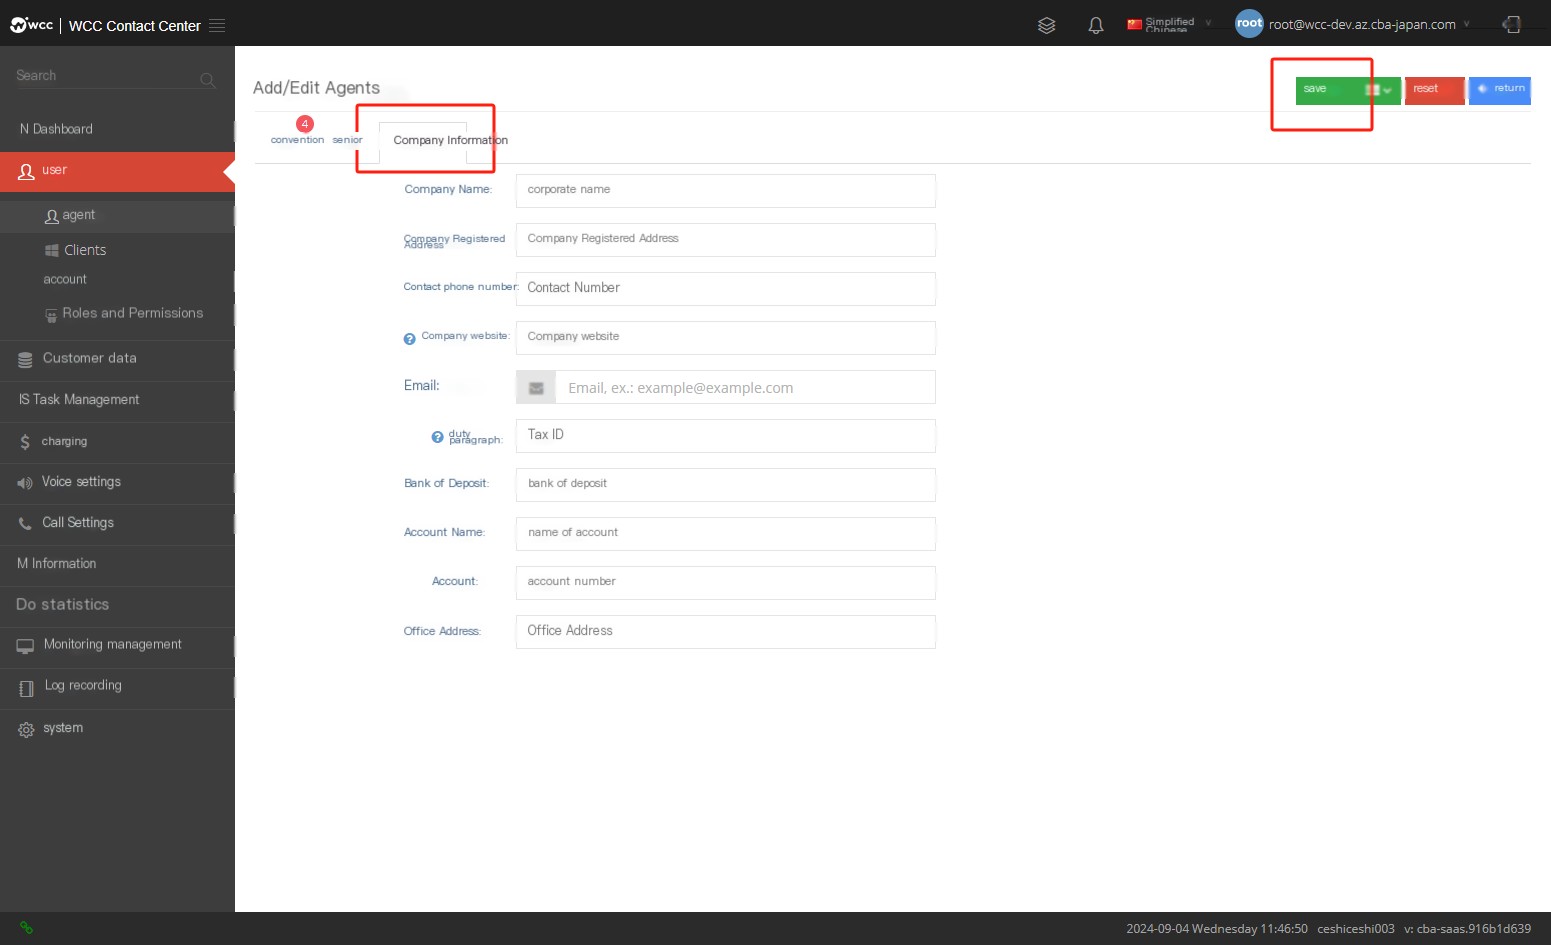 wcc | WCC Contact Center
Simplified Chinese
root root@wcc-dev.az.cba-japan.com
Search
N Dashboard
user
agent
Clients
account
Roles and Permissions
Customer data
IS Task Management
charging
Voice settings
Call Settings
M Information
Do statistics
Monitoring management
Log recording
system
Add/Edit Agents
save
reset
return
4
convention senior Company Information
Company Name: corporate name
Company Registered Address Company Registered Address
Contact phone number: Contact Number
Company website: Company website
Email: Email, ex.: example@example.com
duty paragraph: Tax ID
Bank of Deposit: bank of deposit
Account Name: name of account
Account: account number
Office Address: Office Address
2024-09-04 Wednesday 11:46:50 ceshiceshi003 v: cba-saas.916b1d639